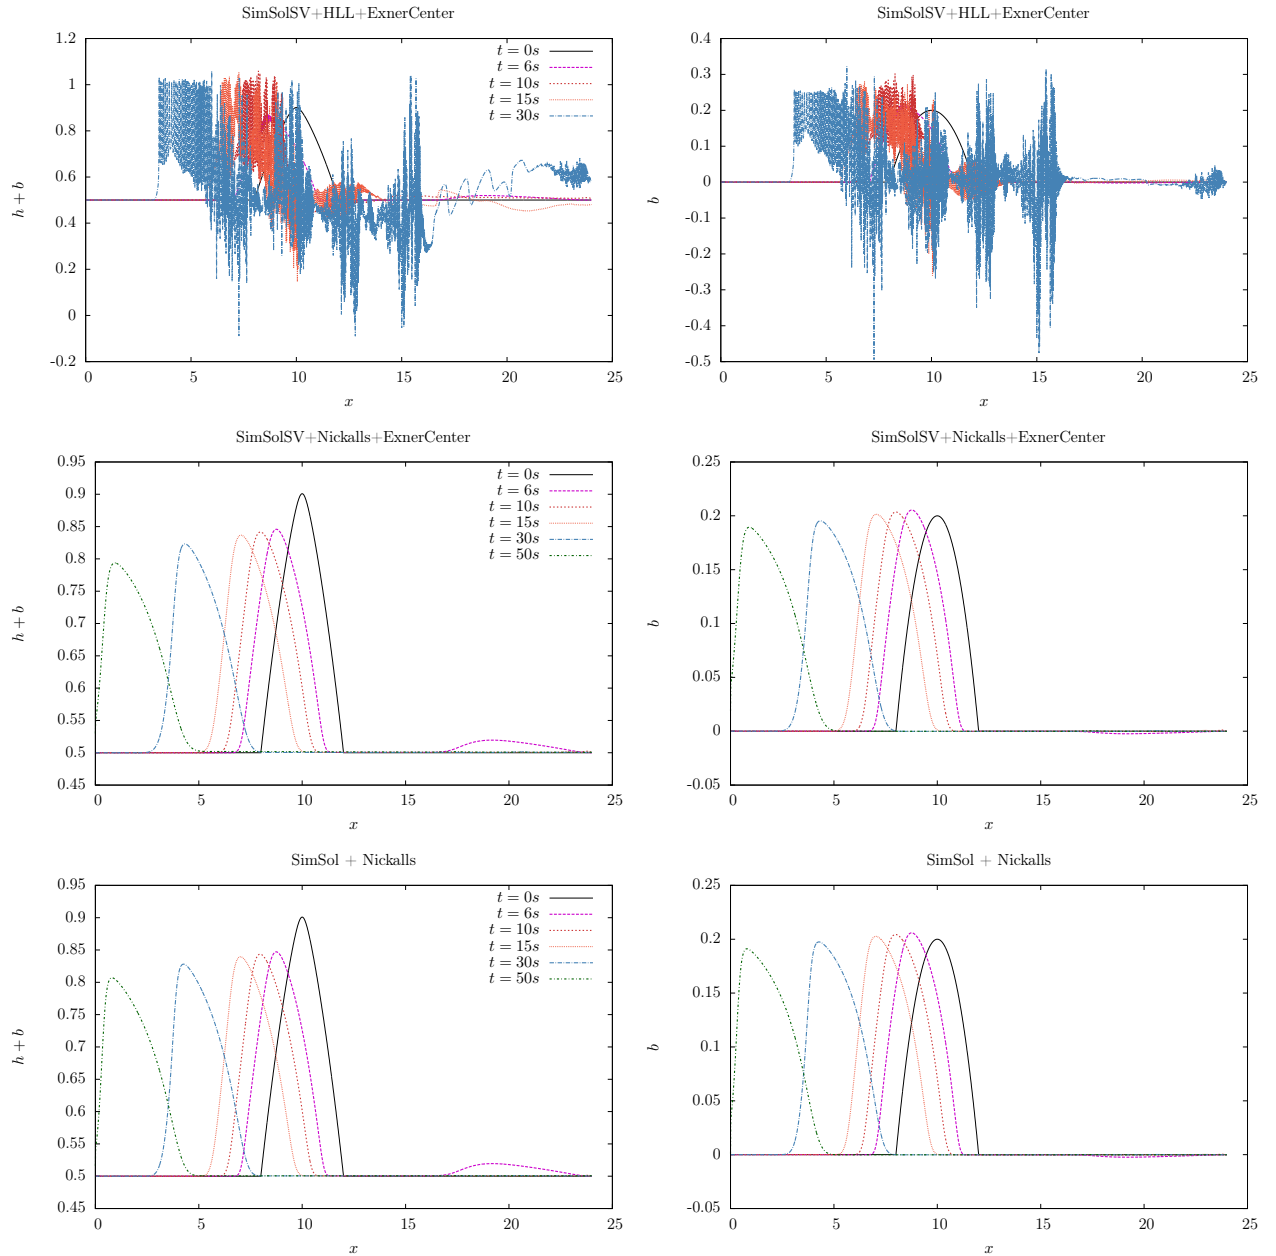 SimSolSV+HLL+ExnerCenter
1.2
1
0.8
0.6
0.4
0.2
0
-0.2
h + b
0 5 10 15 20 25
x
t = 0s
t = 6s
t = 10s
t = 15s
t = 30s
SimSolSV+HLL+ExnerCenter
0.4
0.3
0.2
0.1
0
-0.1
-0.2
-0.3
-0.4
-0.5
b
0 5 10 15 20 25
x
SimSolSV+Nickalls+ExnerCenter
0.95
0.9
0.85
0.8
0.75
0.7
0.65
0.6
0.55
0.5
0.45
h + b
0 5 10 15 20 25
x
t = 0s
t = 6s
t = 10s
t = 15s
t = 30s
t = 50s
SimSolSV+Nickalls+ExnerCenter
0.25
0.2
0.15
0.1
0.05
0
-0.05
b
0 5 10 15 20 25
x
SimSol + Nickalls
0.95
0.9
0.85
0.8
0.75
0.7
0.65
0.6
0.55
0.5
0.45
h + b
0 5 10 15 20 25
x
t = 0s
t = 6s
t = 10s
t = 15s
t = 30s
t = 50s
SimSol + Nickalls
0.25
0.2
0.15
0.1
0.05
0
-0.05
b
0 5 10 15 20 25
x